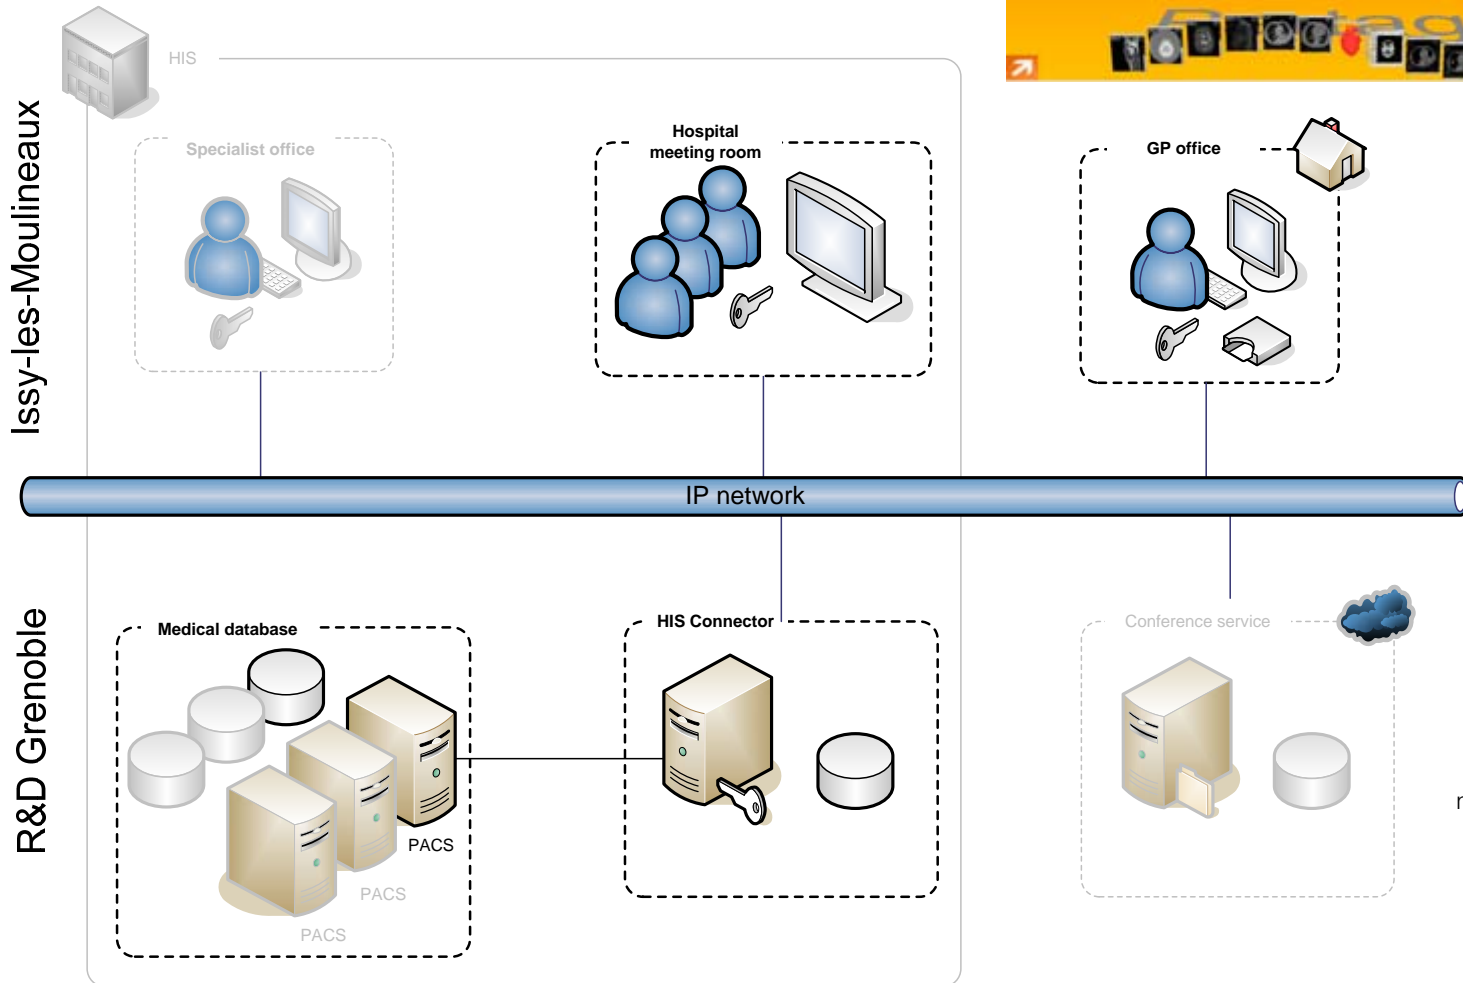 HIS
Issy-les-Moulineaux
Specialist office
Hospital
meeting room
GP office
IP network
R&D Grenoble
Medical database
HIS Connector
Conference service
PACS
PACS
PACS